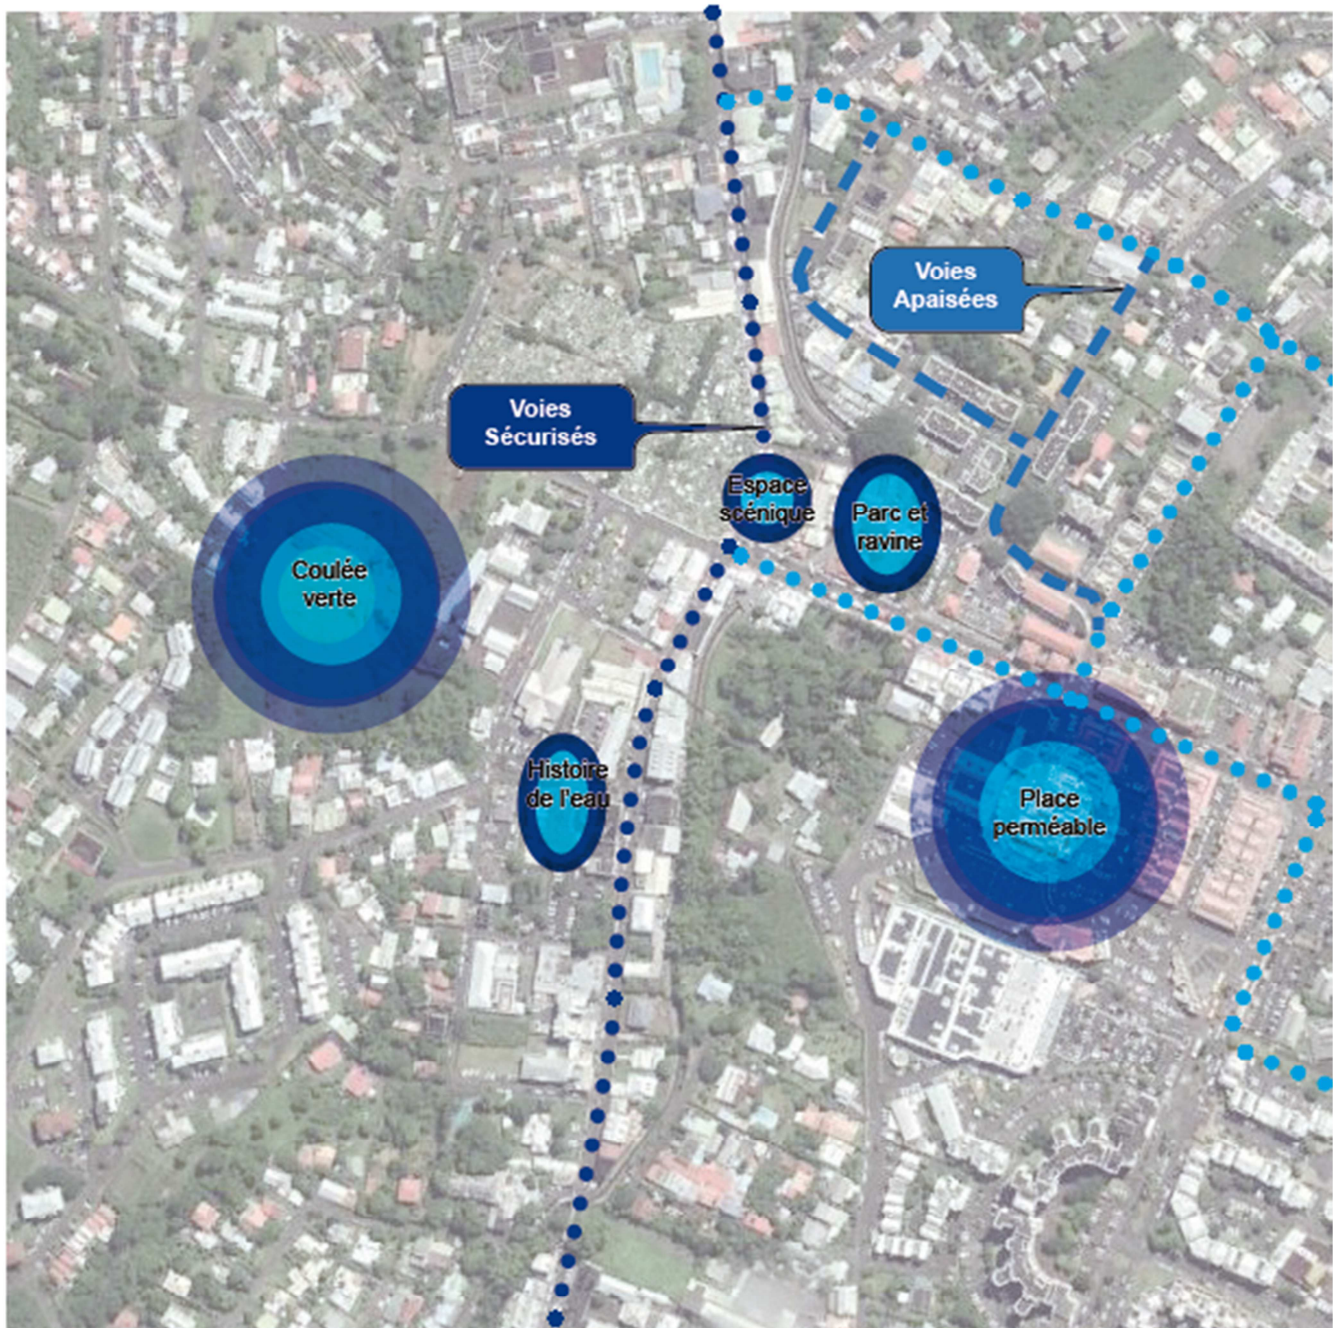 Voies
Apaisées
Voies
Sécurisés
Espace
scénique
Parc et
ravine
Coulée
verte
Histoire
de l'eau
Place
perméable